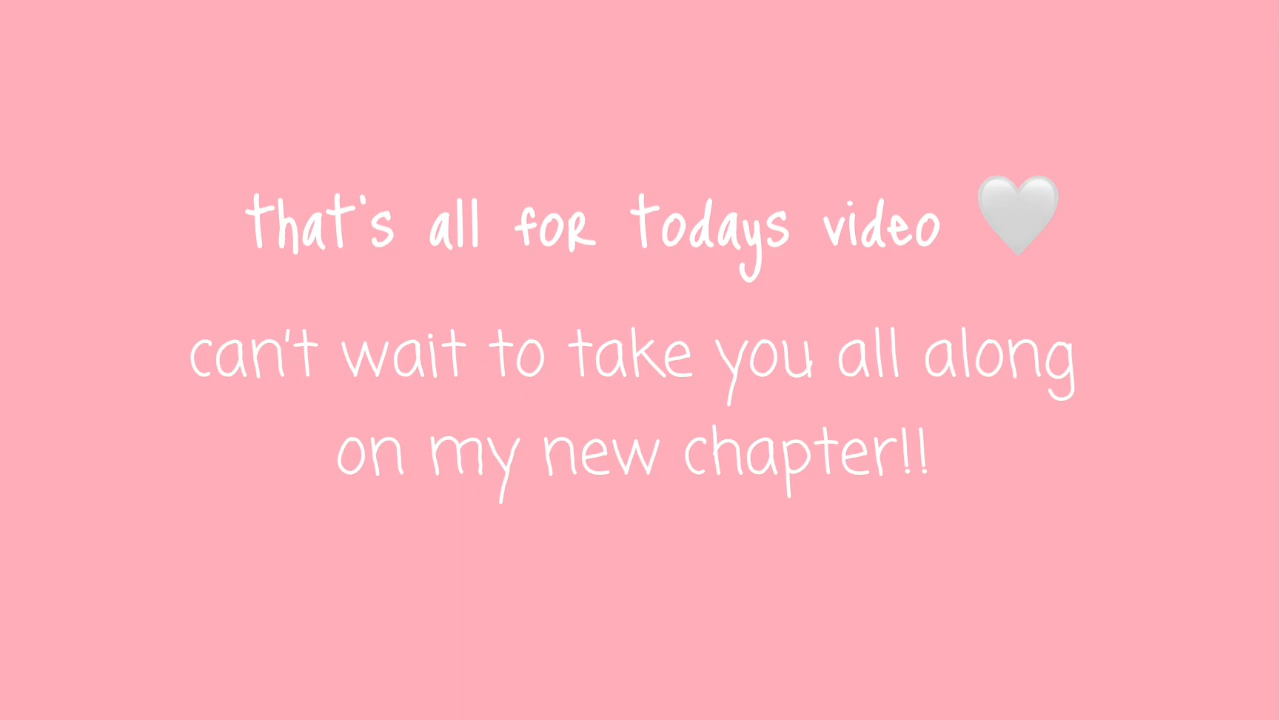 that's all for todays video 🤍
can't wait to take you all along
on my new chapter!!